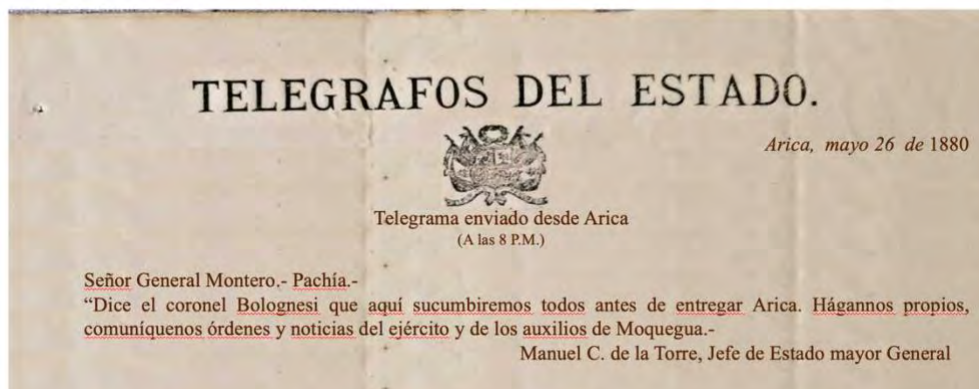 TELEGRAFOS DEL ESTADO.
Arica, mayo 26 de 1880
Telegrama enviado desde Arica
(A las 8 P.M.)
Señor General Montero.- Pachía.-
“Dice el coronel Bolognesi que aquí sucumbiremos todos antes de entregar Arica. Hágannos propios,
comuníquenos órdenes y noticias del ejército y de los auxilios de Moquegua.-
Manuel C. de la Torre, Jefe de Estado mayor General